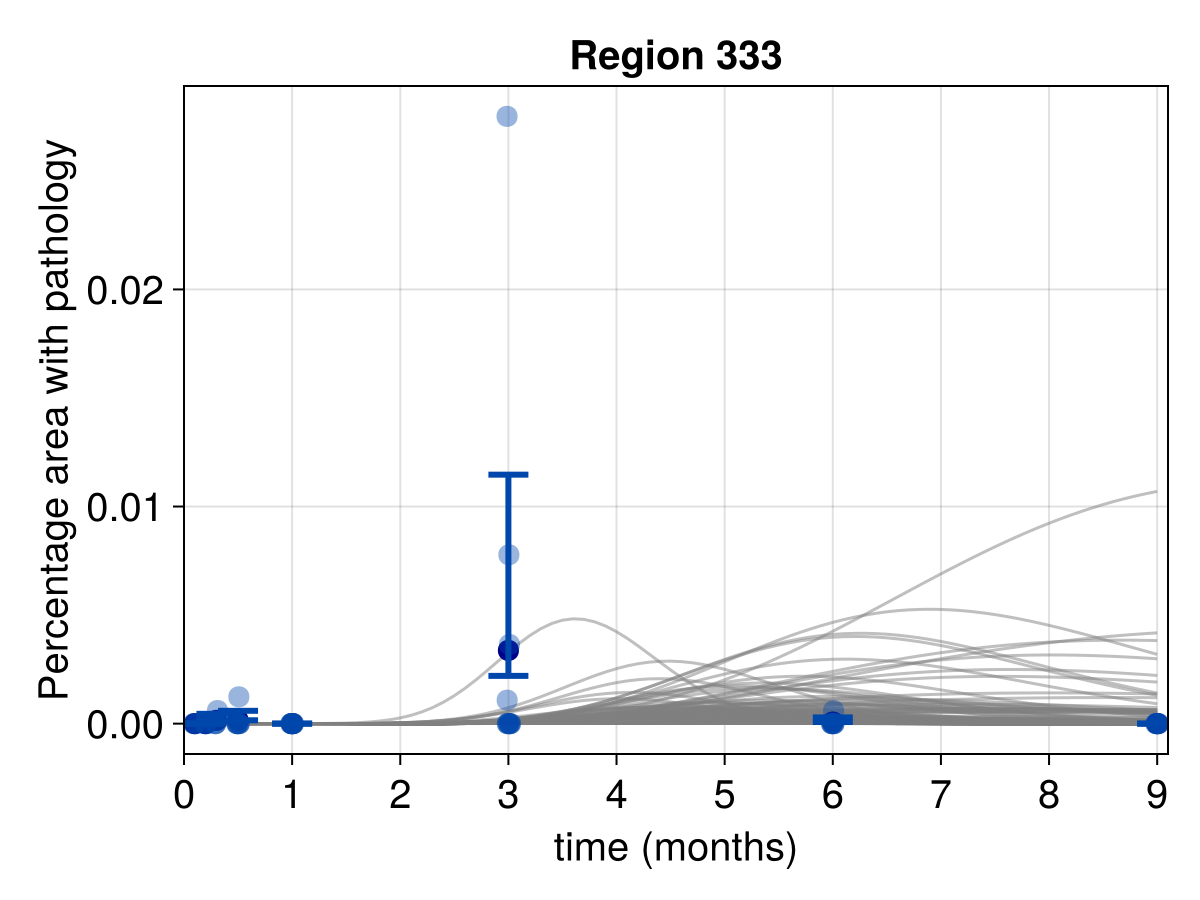 Region 333
Percentage area with pathology
0.02
0.01
0.00
0 1 2 3 4 5 6 7 8 9
time (months)